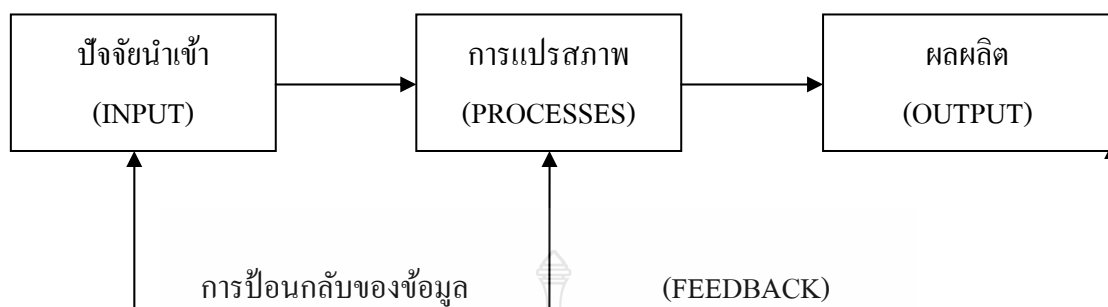 ปัจจัยนำเข้า
(INPUT)
การแปรสภาพ
(PROCESSES)
ผลผลิต
(OUTPUT)
การป้อนกลับของข้อมูล (FEEDBACK)